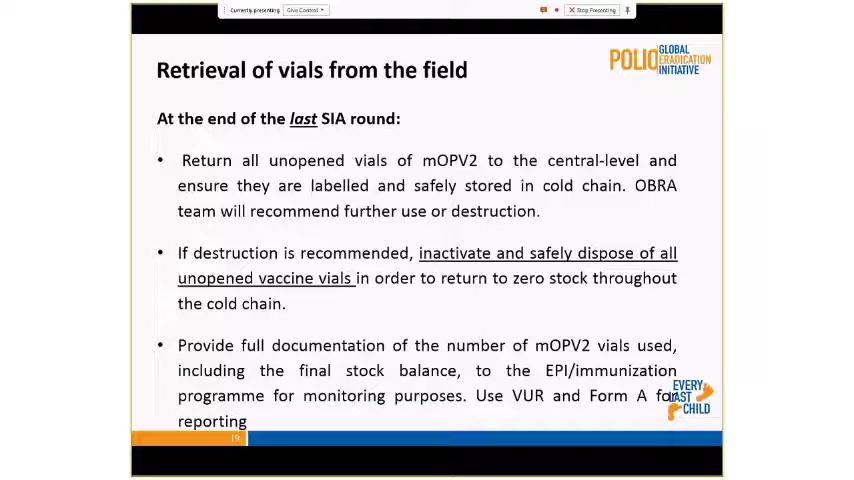 Currently presenting Give Control Stop Presenting
POLIO GLOBAL
ERADICATION
INITIATIVE
Retrieval of vials from the field
At the end of the last SIA round:
• Return all unopened vials of mOPV2 to the central-level and
ensure they are labelled and safely stored in cold chain. OBRA
team will recommend further use or destruction.
• If destruction is recommended, inactivate and safely dispose of all
unopened vaccine vials in order to return to zero stock throughout
the cold chain.
• Provide full documentation of the number of mOPV2 vials used,
including the final stock balance, to the EPI/immunization
programme for monitoring purposes. Use VUR and Form A for
reporting
EVERY
LAST
CHILD
19